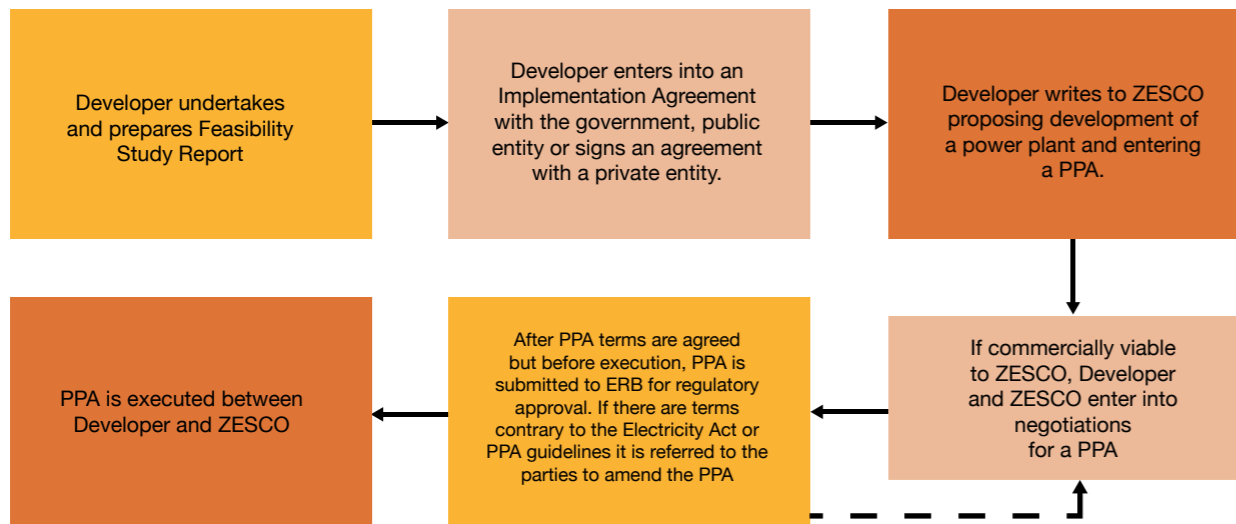 Developer undertakes
and prepares Feasibility
Study Report
Developer enters into an
Implementation Agreement
with the government, public
entity or signs an agreement
with a private entity.
Developer writes to ZESCO
proposing development of
a power plant and entering
a PPA.
If commercially viable
to ZESCO, Developer
and ZESCO enter into
negotiations
for a PPA
After PPA terms are agreed
but before execution, PPA is
submitted to ERB for regulatory
approval. If there are terms
contrary to the Electricity Act or
PPA guidelines it is referred to the
parties to amend the PPA
PPA is executed between
Developer and ZESCO